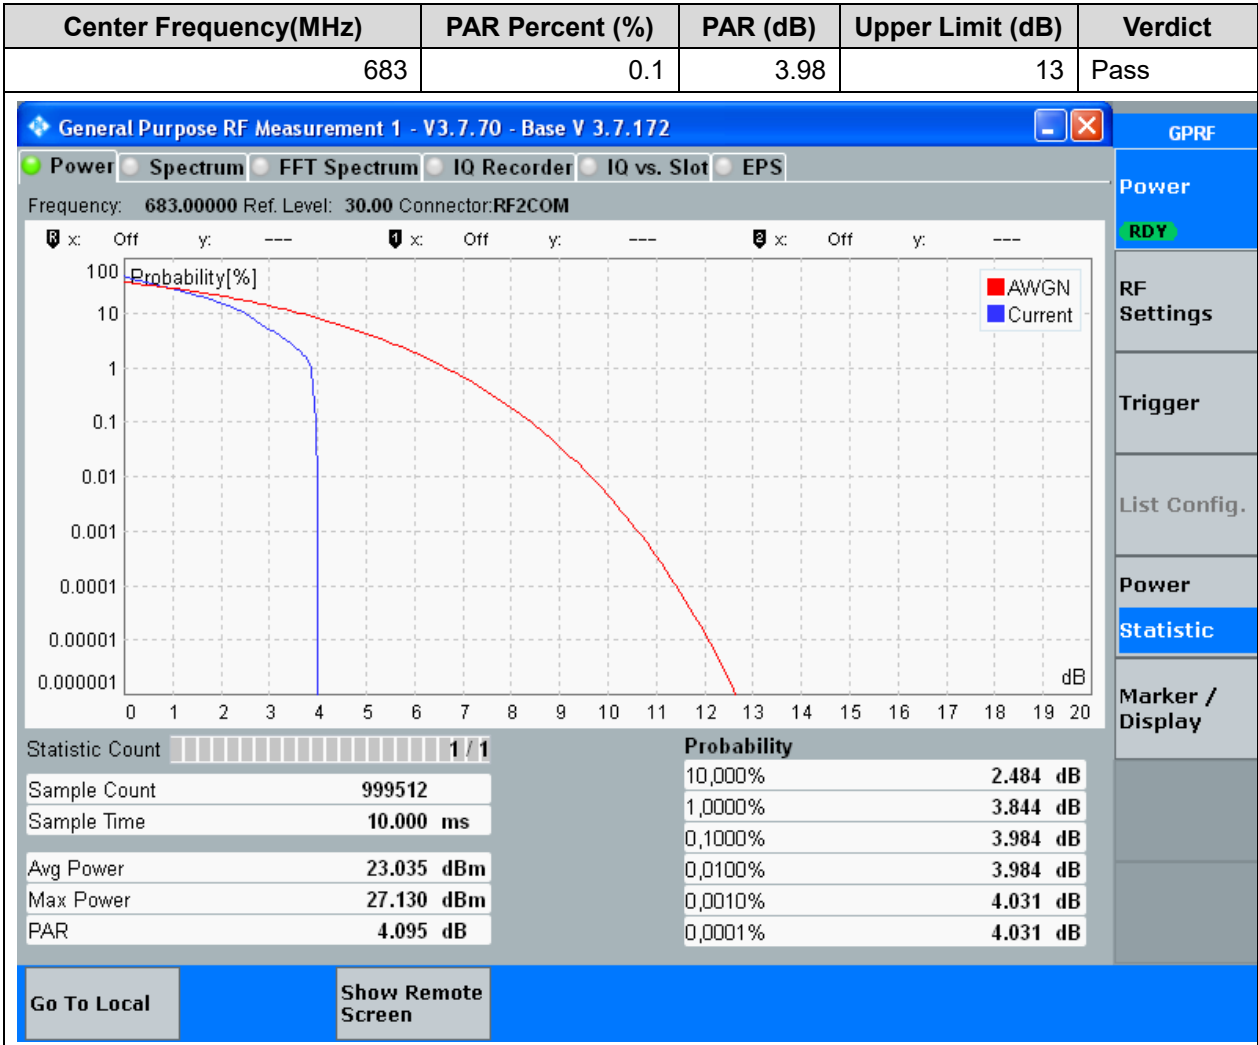 Center Frequency(MHz) PAR Percent (%) PAR (dB) Upper Limit (dB) Verdict
683 0.1 3.98 13 Pass
General Purpose RF Measurement 1 - V3.7.70 - Base V 3.7.172
GPRF
Power Spectrum FFT Spectrum IQ Recorder IQ vs. Slot EPS
Frequency: 683.00000 Ref. Level: 30.00 Connector:RF2COM
R x: Off y: --- 1 x: Off y: --- 2 x: Off y: ---
Probability[%]
100
10
1
0.1
0.01
0.001
0.0001
0.00001
0.000001
AWGN
Current
dB
0 1 2 3 4 5 6 7 8 9 10 11 12 13 14 15 16 17 18 19 20
Statistic Count 1 / 1
Sample Count 999512
Sample Time 10.000 ms
Avg Power 23.035 dBm
Max Power 27.130 dBm
PAR 4.095 dB
Probability
10,000% 2.484 dB
1,0000% 3.844 dB
0,1000% 3.984 dB
0,0100% 3.984 dB
0,0010% 4.031 dB
0,0001% 4.031 dB
Power
RDY
RF
Settings
Trigger
List Config.
Power
Statistic
Marker /
Display
Go To Local
Show Remote
Screen